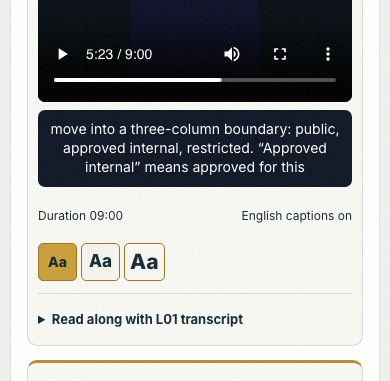 5:23 / 9:00
move into a three-column boundary: public,
approved internal, restricted. “Approved
internal” means approved for this
Duration 09:00
English captions on
Aa Aa Aa
Read along with L01 transcript